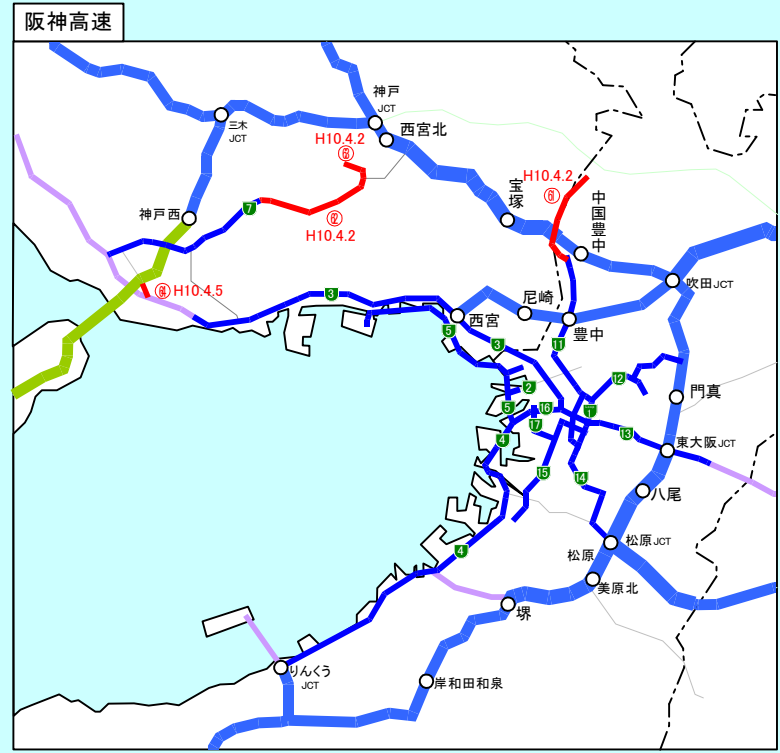 阪神高速
神戸
JCT
三木
JCT
H10.4.2
63
西宮北
宝塚
H10.4.2
61
中国豊中
神戸西
7
62
H10.4.2
64
H10.4.5
3
吹田JCT
尼崎
西宮
豊中
5
3
11
2
12
門真
5
16
1
17
13
4
東大阪JCT
15
14
八尾
4
松原
松原JCT
美原北
堺
りんくう
JCT
岸和田和泉